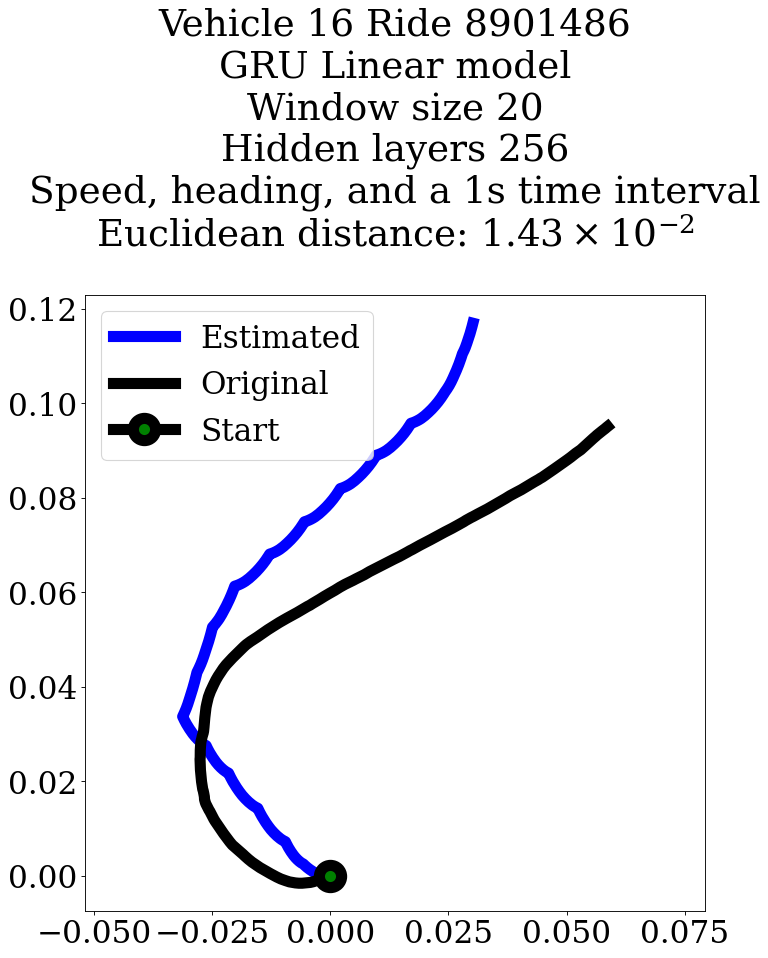 Vehicle 16 Ride 8901486
GRU Linear model
Window size 20
Hidden layers 256
Speed, heading, and a 1s time interval
Euclidean distance: 1.43 × 10⁻²
0.12
0.10
0.08
0.06
0.04
0.02
0.00
Estimated
Original
Start
−0.050 −0.025 0.000 0.025 0.050 0.075